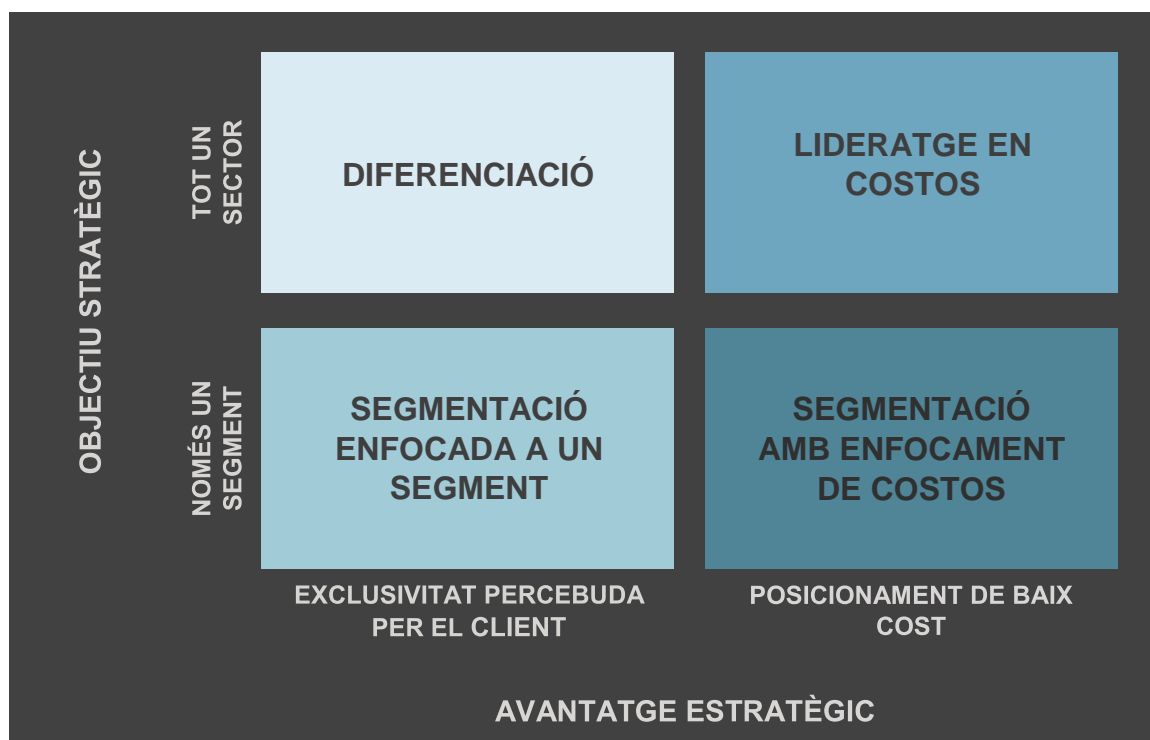 OBJECTIU STRATÈGIC
TOT UN
SECTOR
DIFERENCIACIÓ
LIDERATGE EN
COSTOS
NOMÉS UN
SEGMENT
SEGMENTACIÓ
ENFOCADA A UN
SEGMENT
SEGMENTACIÓ
AMB ENFOCAMENT
DE COSTOS
EXCLUSIVITAT PERCEBUDA
PER EL CLIENT
POSICIONAMENT DE BAIX
COST
AVANTATGE ESTRATÈGIC